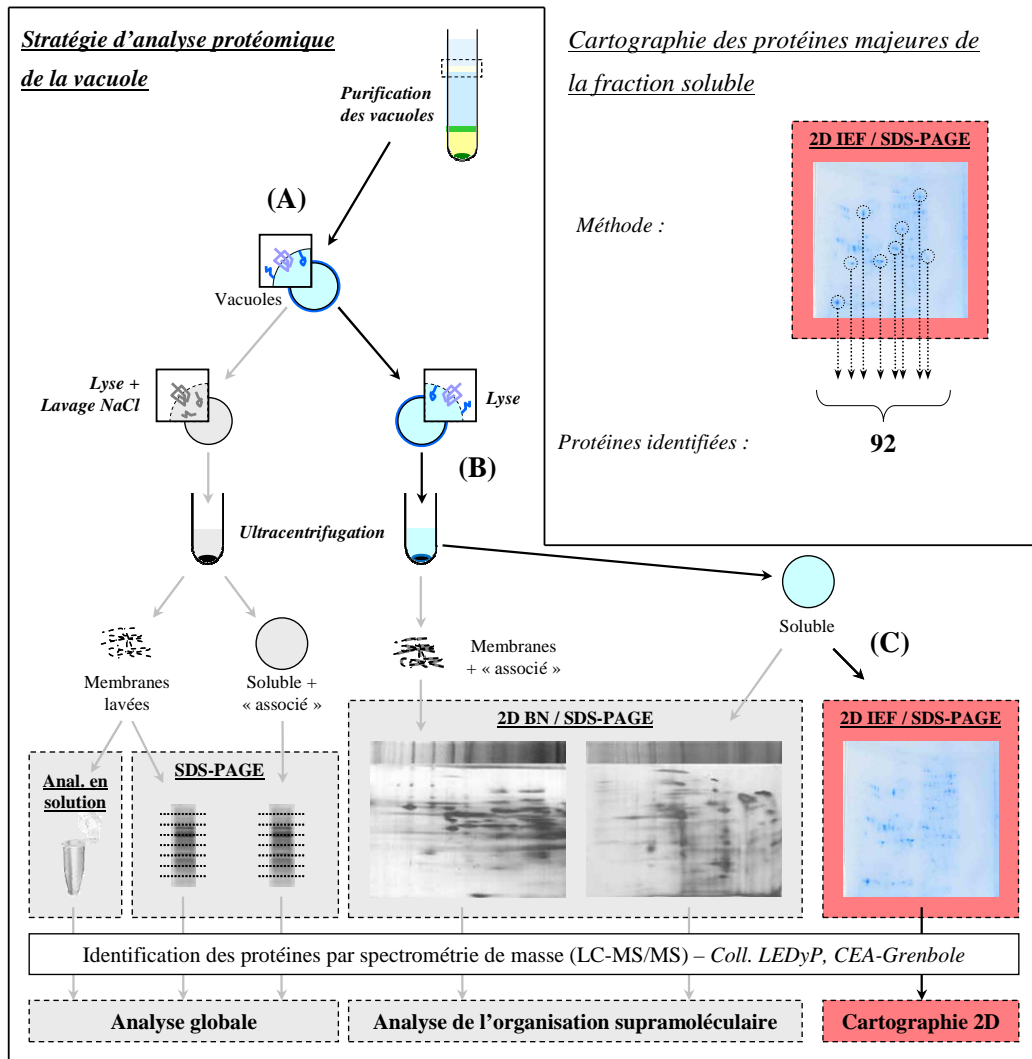 Stratégie d’analyse protéomique
de la vacuole
Purification
des vacuoles
(A)
Vacuoles
Lyse +
Lavage NaCl
Lyse
(B)
Ultracentrifugation
Cartographie des protéines majeures de
la fraction soluble
2D IEF / SDS-PAGE
Méthode :
Protéines identifiées :
92
Soluble
(C)
Membranes
lavées
Soluble +
« associé »
Membranes
+ « associé »
Anal. en
solution
SDS-PAGE
2D BN / SDS-PAGE
2D IEF / SDS-PAGE
Identification des protéines par spectrométrie de masse (LC-MS/MS) – Coll. LEDyP, CEA-Grenbole
Analyse globale
Analyse de l’organisation supramoléculaire
Cartographie 2D